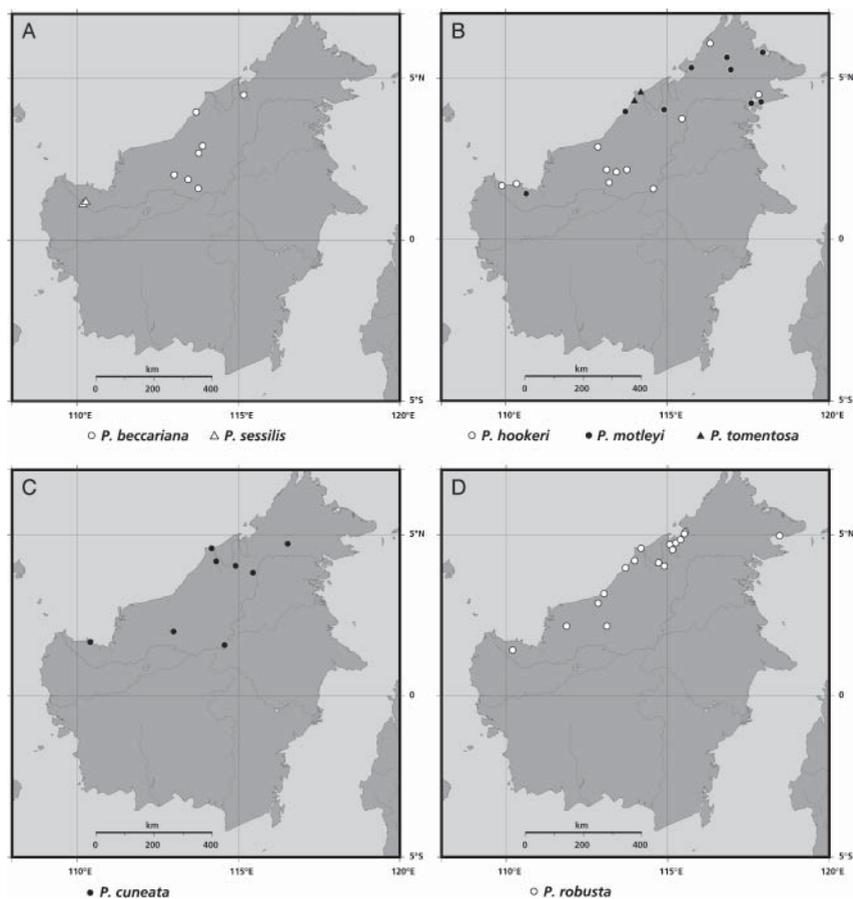 A
B
5°N
5°N
0
0
km
0 200 400
km
0 200 400
5°S
5°S
110°E 115°E 120°E
110°E 115°E 120°E
P. beccariana P. sessilis
P. hookeri P. motleyi P. tomentosa
C
D
5°N
5°N
0
0
km
0 200 400
km
0 200 400
5°S
5°S
110°E 115°E 120°E
110°E 115°E 120°E
P. cuneata
P. robusta